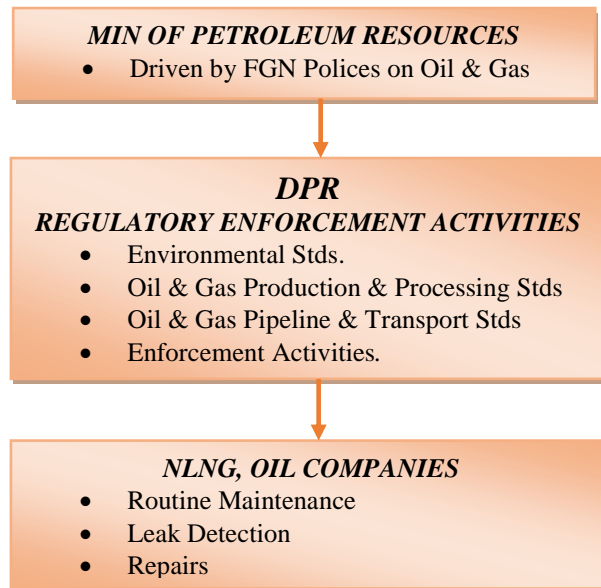 MIN OF PETROLEUM RESOURCES
• Driven by FGN Polices on Oil & Gas
DPR
REGULATORY ENFORCEMENT ACTIVITIES
• Environmental Stds.
• Oil & Gas Production & Processing Stds
• Oil & Gas Pipeline & Transport Stds
• Enforcement Activities.
NLNG, OIL COMPANIES
• Routine Maintenance
• Leak Detection
• Repairs